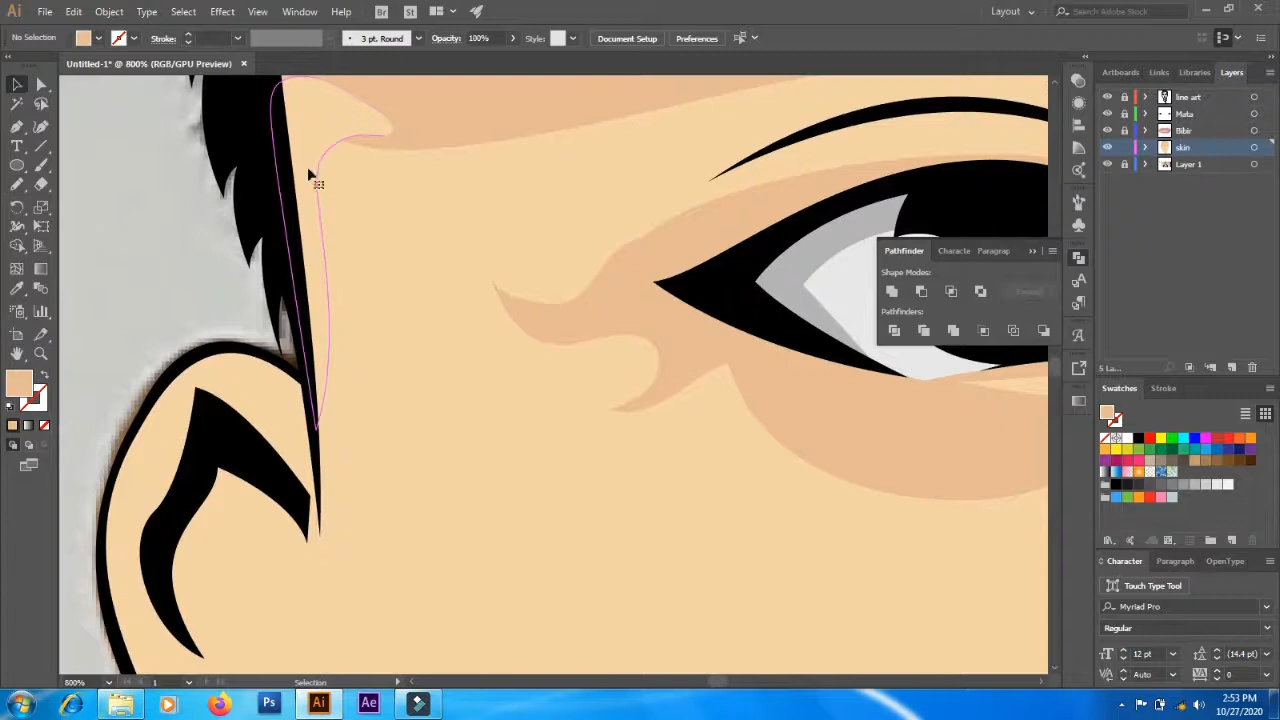 Ai File Edit Object Type Select Effect View Window Help Br St Layout Search Adobe Stock
No Selection Stroke: 3 pt. Round Opacity: 100% Style: Document Setup Preferences
Untitled-1* @ 800% (RGB/GPU Preview) ×
Artboards Links Libraries Layers
line art
Mata
Bibir
skin
Layer 1
Pathfinder Characte Paragrap
Shape Modes:
Pathfinders:
5 La...
Swatches Stroke
Character Paragraph OpenType
Touch Type Tool
Myriad Pro
Regular
12 pt (14.4 pt)
Auto 0
800% 1 Selection
Ps Ai Ae
2:53 PM
10/27/2020